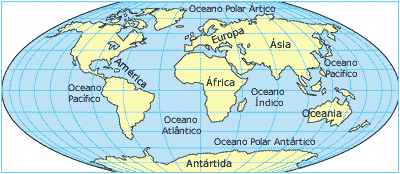 Oceano Polar Ártico
Europa
Ásia
América
Oceano
Pacífico
África
Oceano
Pacífico
Oceano
Índico
Oceania
Oceano
Atlântico
Oceano Polar Antártico
Antártida